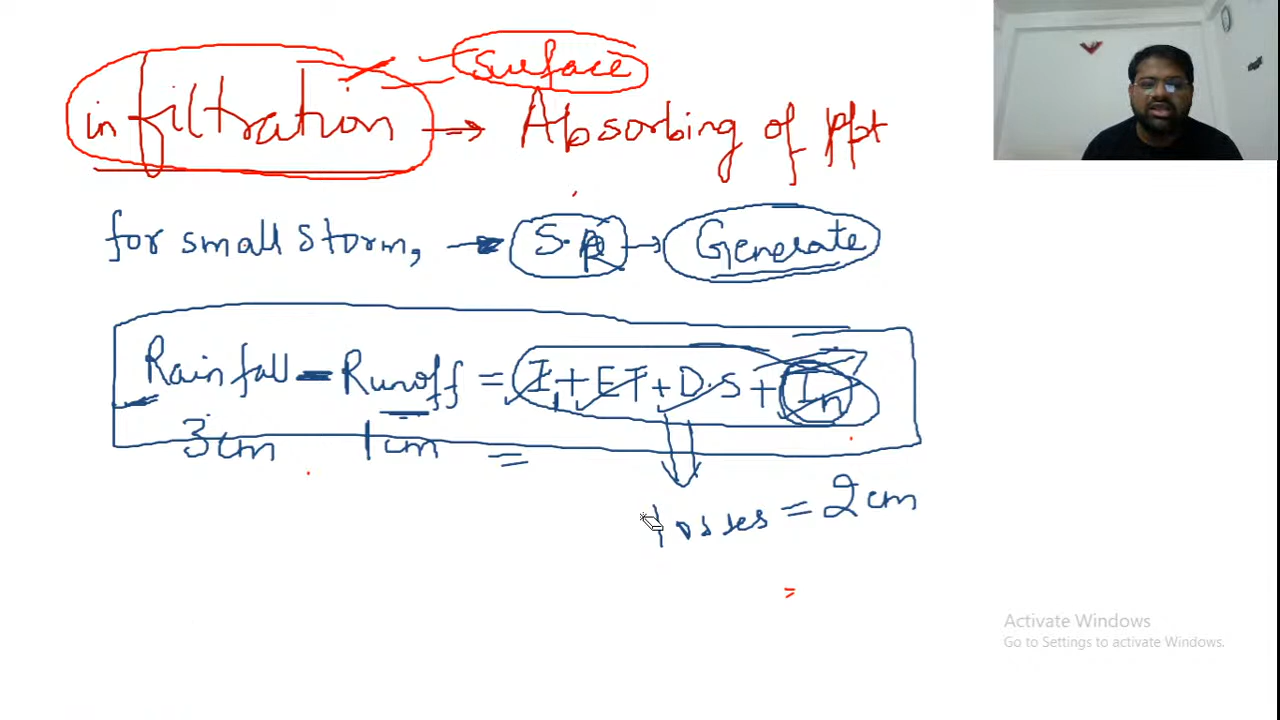 surface
infiltration → Absorbing of ppt
for small storm, → S.R → Generate
Rainfall - Runoff = I + ET + D.S + In
3cm 1cm =
Losses = 2cm
=
Activate Windows
Go to Settings to activate Windows.